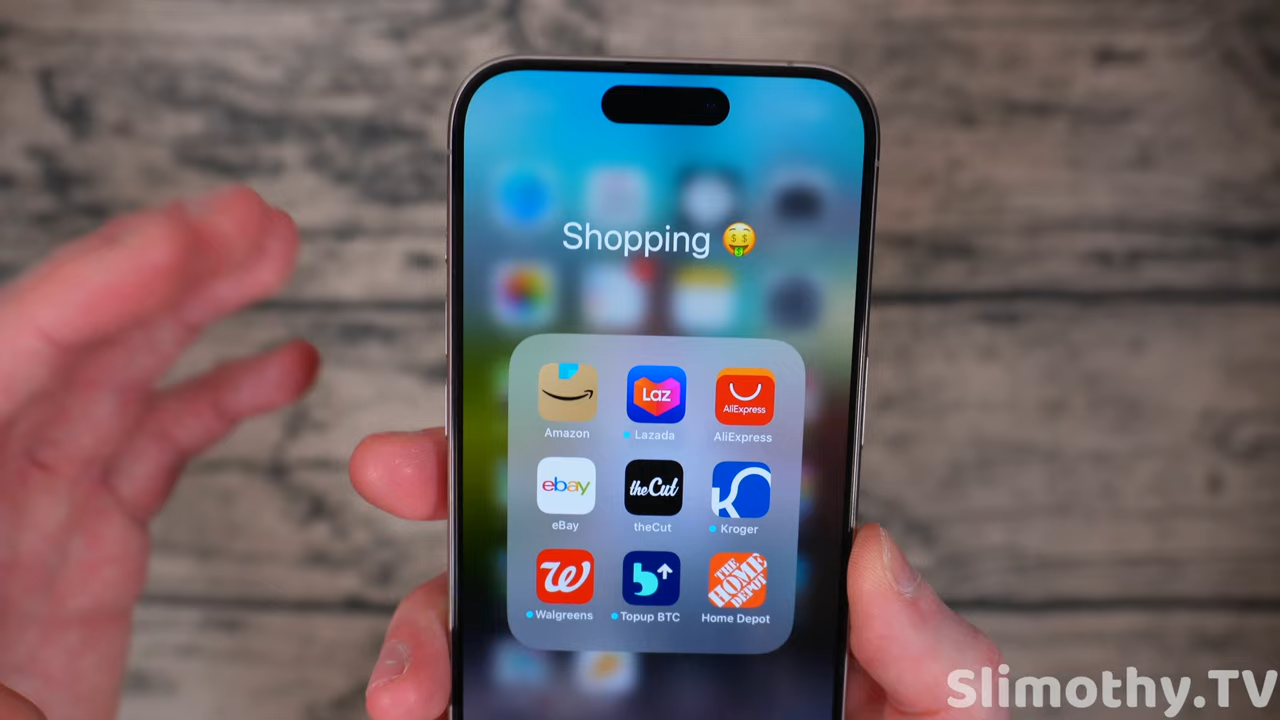 Shopping 🤑
Laz
AliExpress
Amazon
Lazada
AliExpress
ebay
theCut
eBay
theCut
Kroger
W
b
THE
HOME
DEPOT
Walgreens
Topup BTC
Home Depot
Slimothy.TV